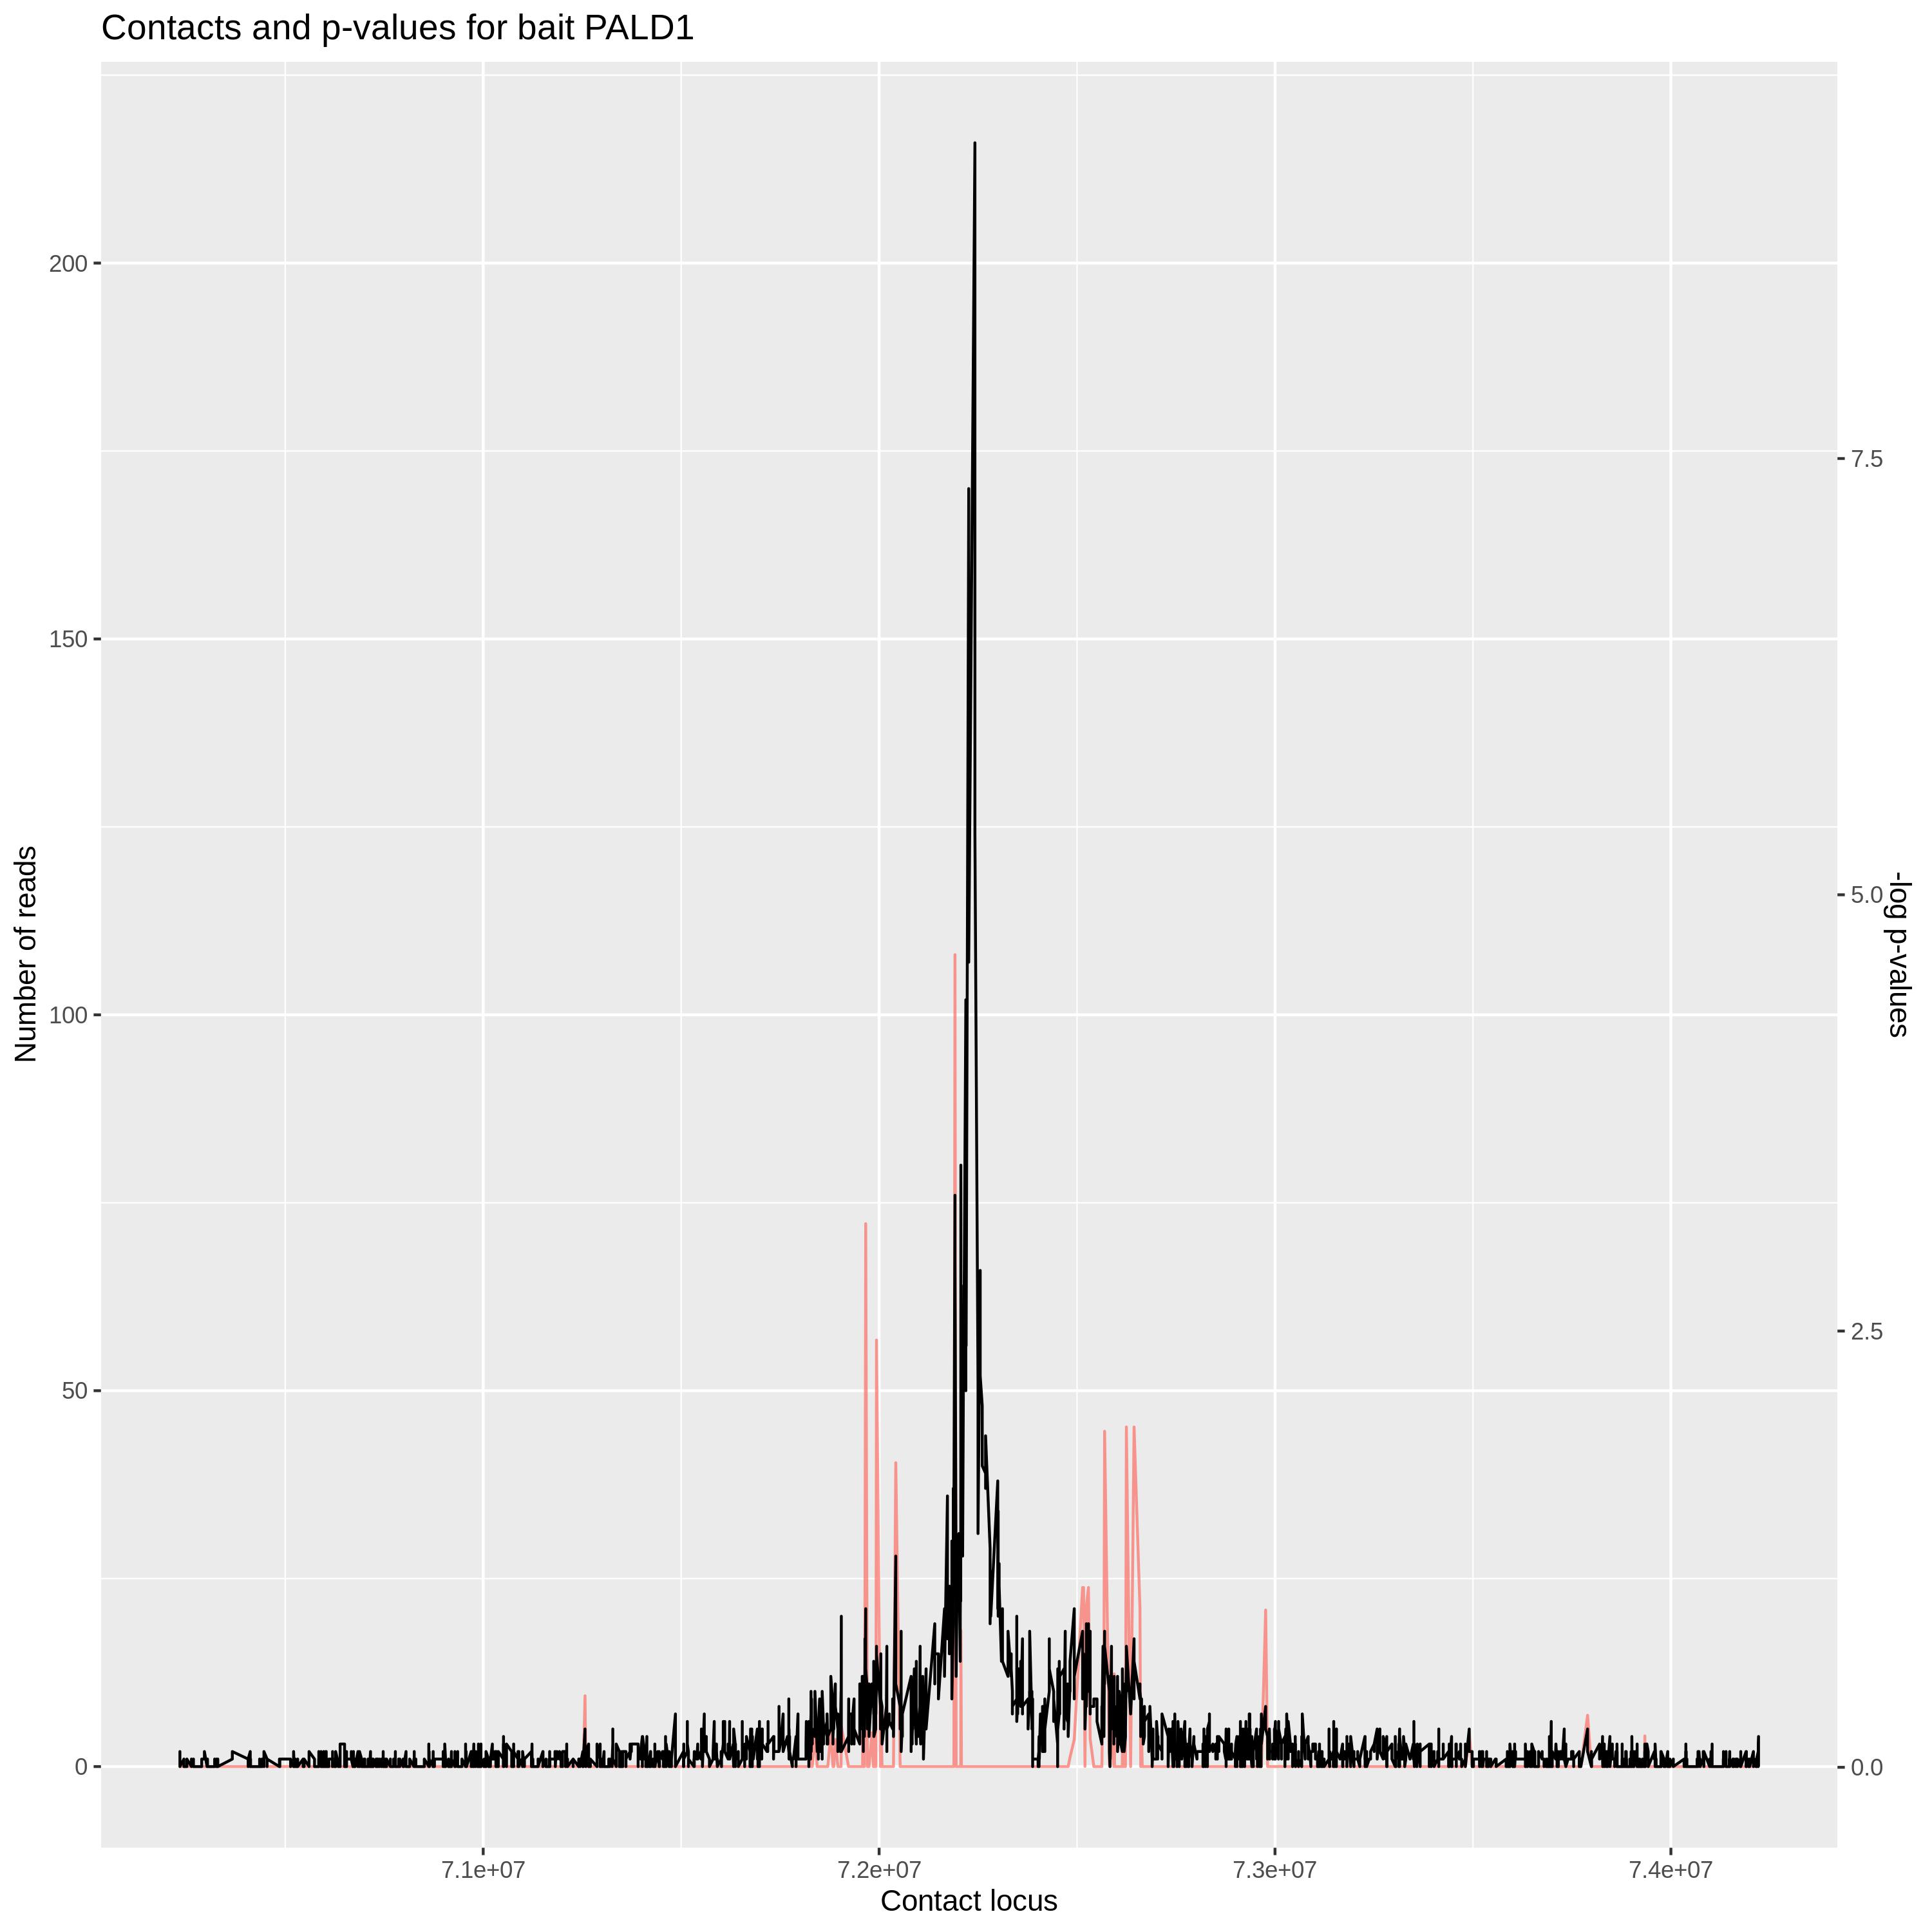 Contacts and p-values for bait PALD1
200
150
100
50
0
Number of reads
7.5
5.0
2.5
0.0
-log p-values
7.1e+07
7.2e+07
7.3e+07
7.4e+07
Contact locus